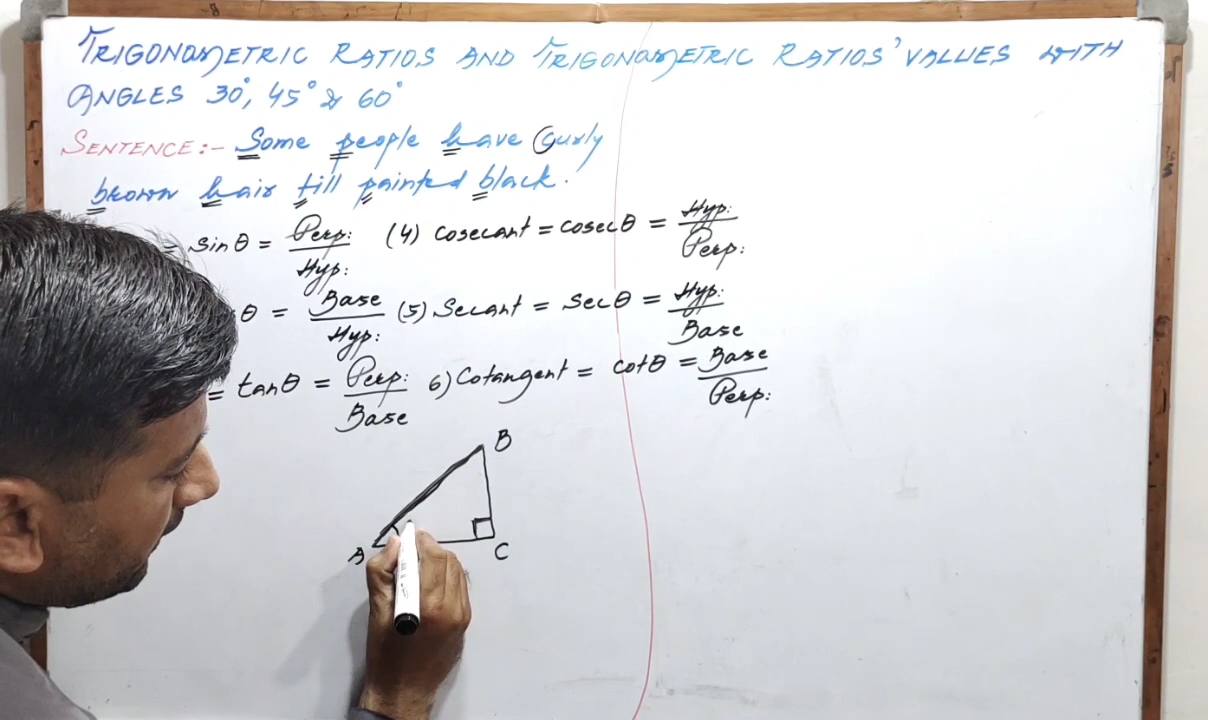 TRIGONOMETRIC RATIOS AND TRIGONOMETRIC RATIOS' VALUES WITH
ANGLES 30°, 45° & 60°
SENTENCE:- Some people have Curly
brown hair till painted black.
= sinθ = Perp: / Hyp: (4) Cosecant = cosecθ = Hyp: / Perp:
θ = Base / Hyp: (5) Secant = secθ = Hyp: / Base
= tanθ = Perp: / Base 6) Cotangent = cotθ = Base / Perp:
B
A C